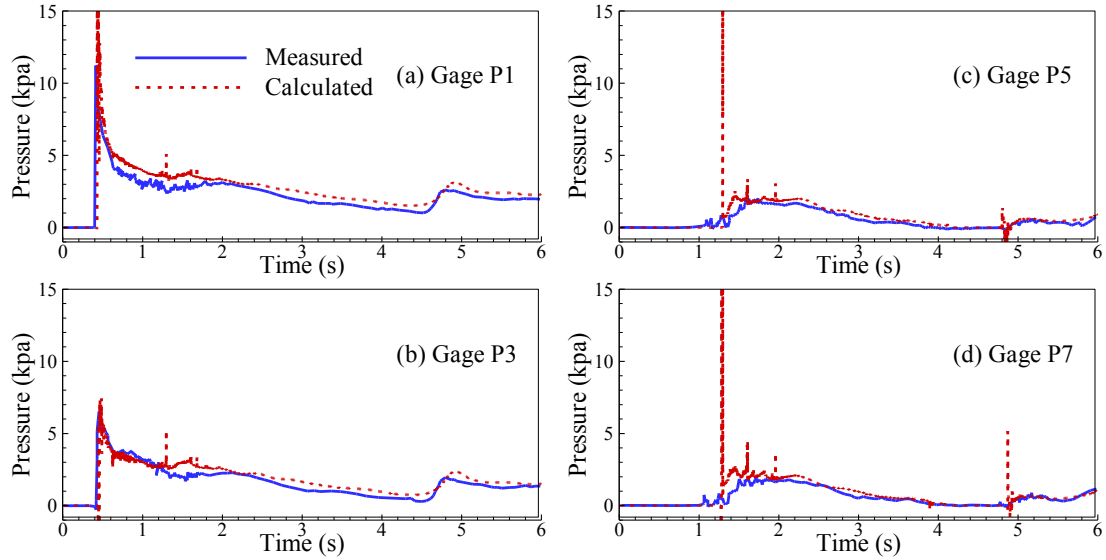 15
10
5
0
Pressure (kpa)
Measured
Calculated
(a) Gage P1
0 1 2 3 4 5 6
Time (s)
15
10
5
0
Pressure (kpa)
(c) Gage P5
0 1 2 3 4 5 6
Time (s)
15
10
5
0
Pressure (kpa)
(b) Gage P3
0 1 2 3 4 5 6
Time (s)
15
10
5
0
Pressure (kpa)
(d) Gage P7
0 1 2 3 4 5 6
Time (s)